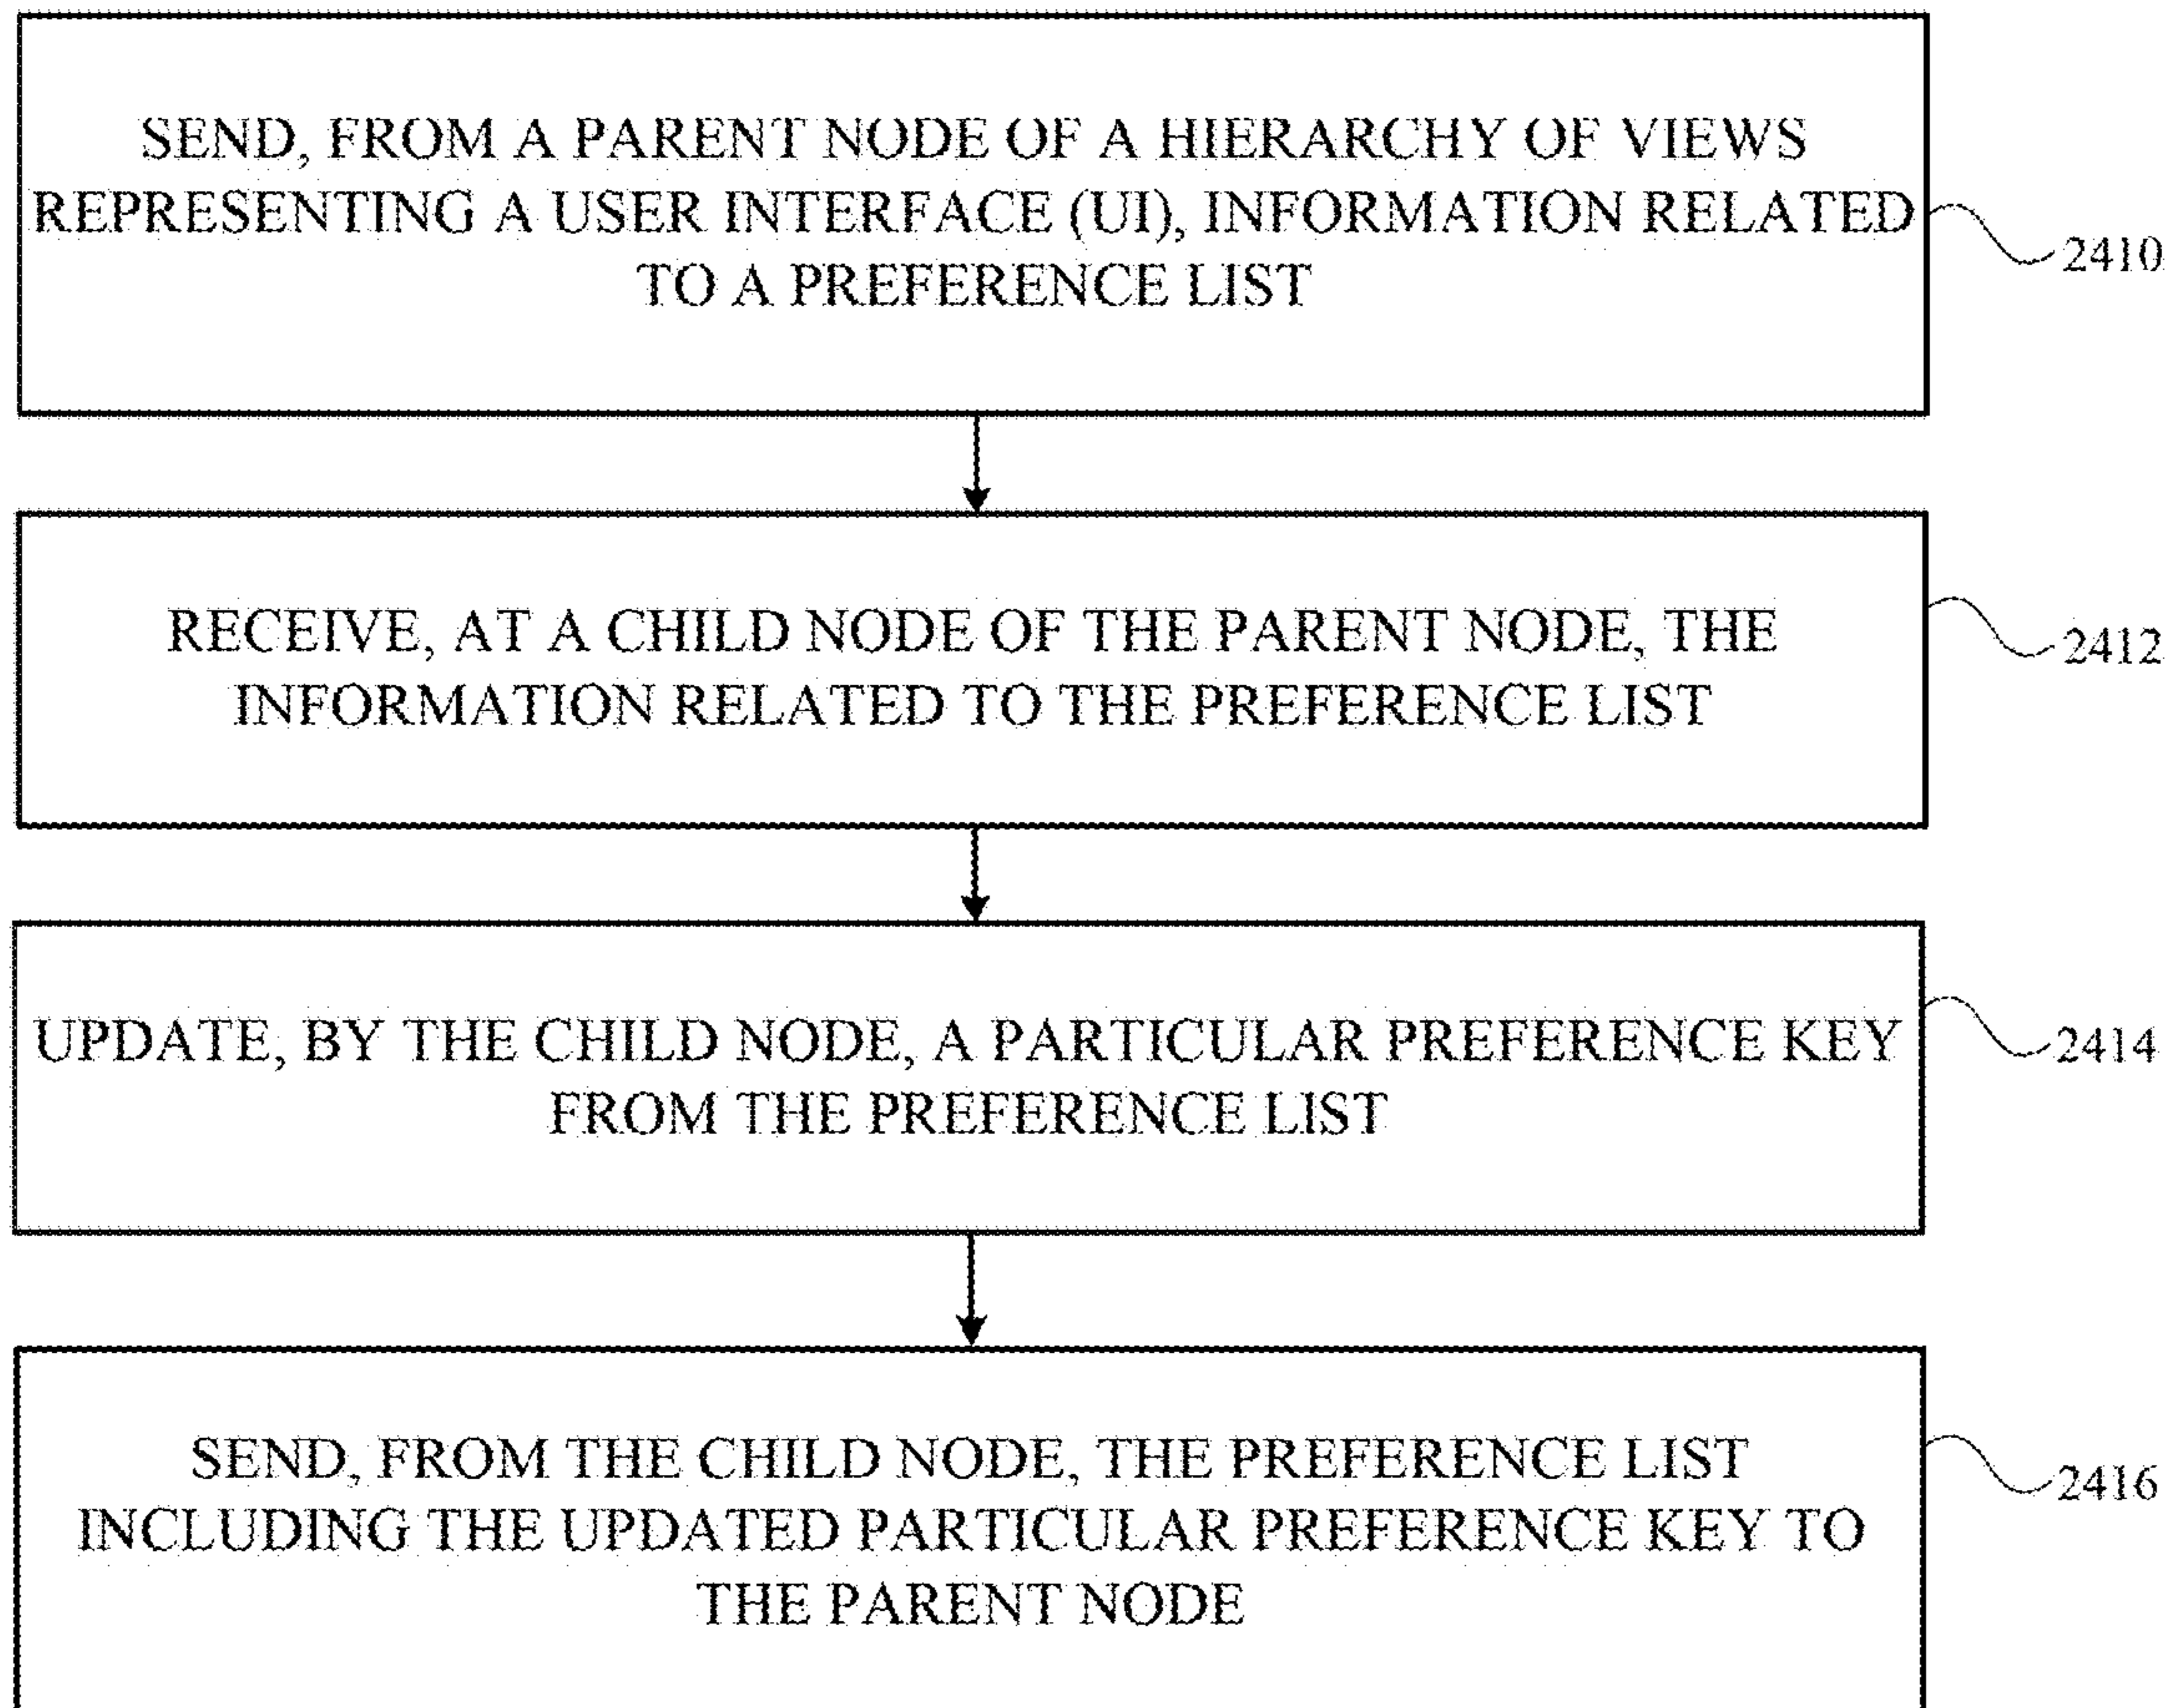 SEND, FROM A PARENT NODE OF A HIERARCHY OF VIEWS
REPRESENTING A USER INTERFACE (UI), INFORMATION RELATED
TO A PREFERENCE LIST
2410
RECEIVE, AT A CHILD NODE OF THE PARENT NODE, THE
INFORMATION RELATED TO THE PREFERENCE LIST
2412
UPDATE, BY THE CHILD NODE, A PARTICULAR PREFERENCE KEY
FROM THE PREFERENCE LIST
2414
SEND, FROM THE CHILD NODE, THE PREFERENCE LIST
INCLUDING THE UPDATED PARTICULAR PREFERENCE KEY TO
THE PARENT NODE
2416